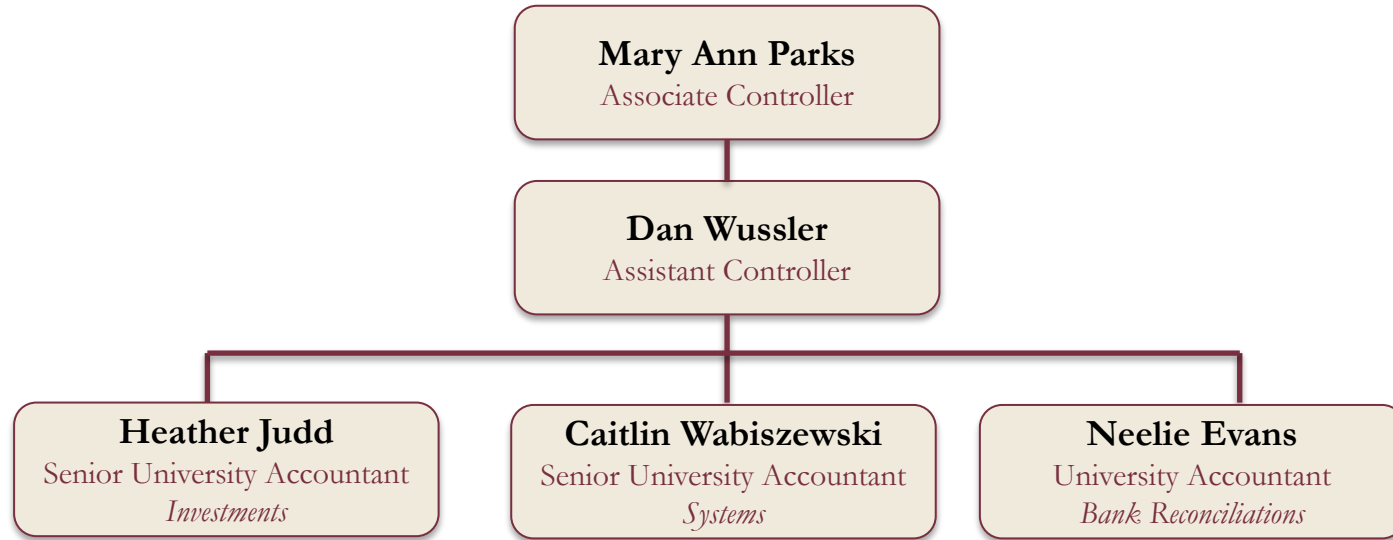 Mary Ann Parks
Associate Controller
Dan Wussler
Assistant Controller
Heather Judd
Senior University Accountant
Investments
Caitlin Wabiszewski
Senior University Accountant
Systems
Neelie Evans
University Accountant
Bank Reconciliations